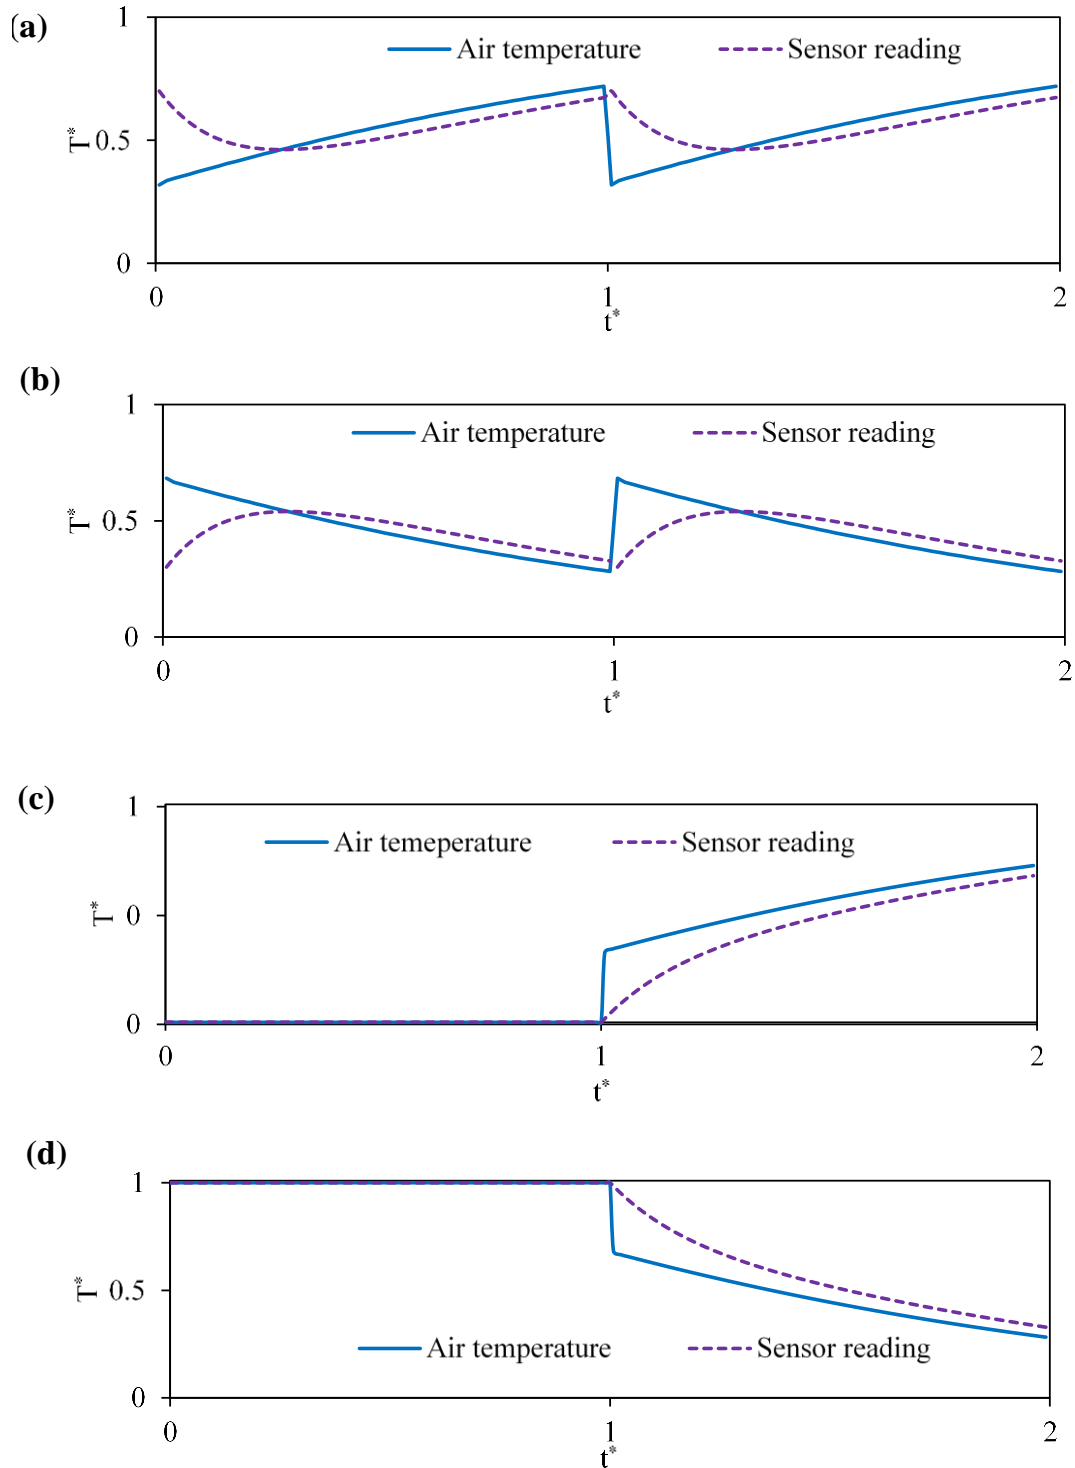 (a)
1
Air temperature
Sensor reading
T*
0.5
0
0
1
2
t*
(b)
1
Air temperature
Sensor reading
T*
0.5
0
0
1
2
t*
(c)
1
Air temeperature
Sensor reading
T*
0
0
0
1
2
t*
(d)
1
T*
0.5
Air temperature
Sensor reading
0
0
1
2
t*